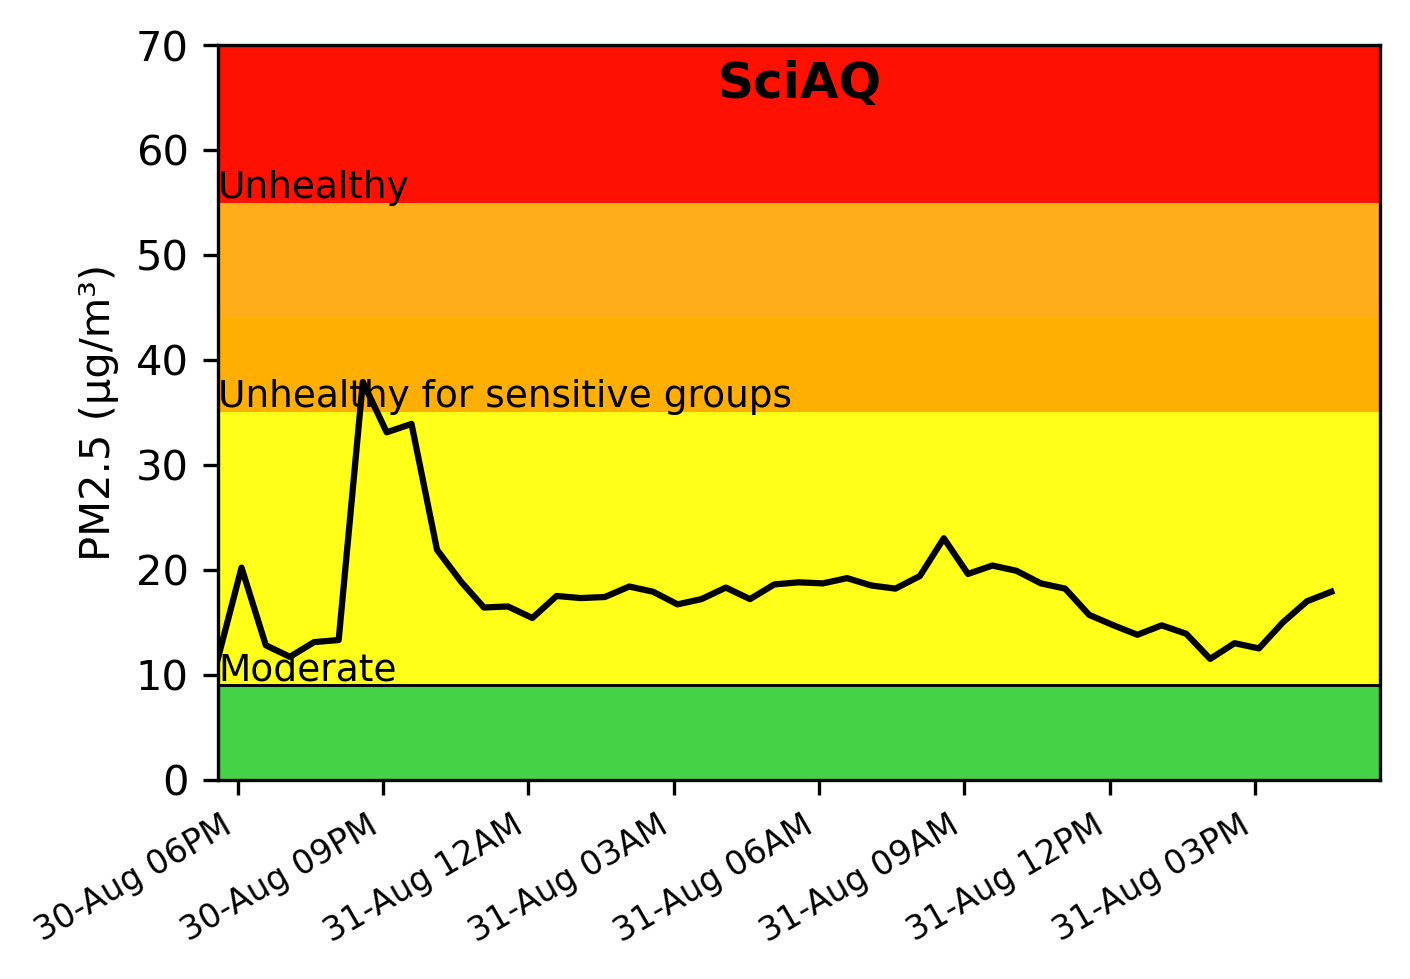 SciAQ
70
60
Unhealthy
50
PM2.5 (µg/m³)
40
Unhealthy for sensitive groups
30
20
10
Moderate
0
30-Aug 06PM
30-Aug 09PM
31-Aug 12AM
31-Aug 03AM
31-Aug 06AM
31-Aug 09AM
31-Aug 12PM
31-Aug 03PM